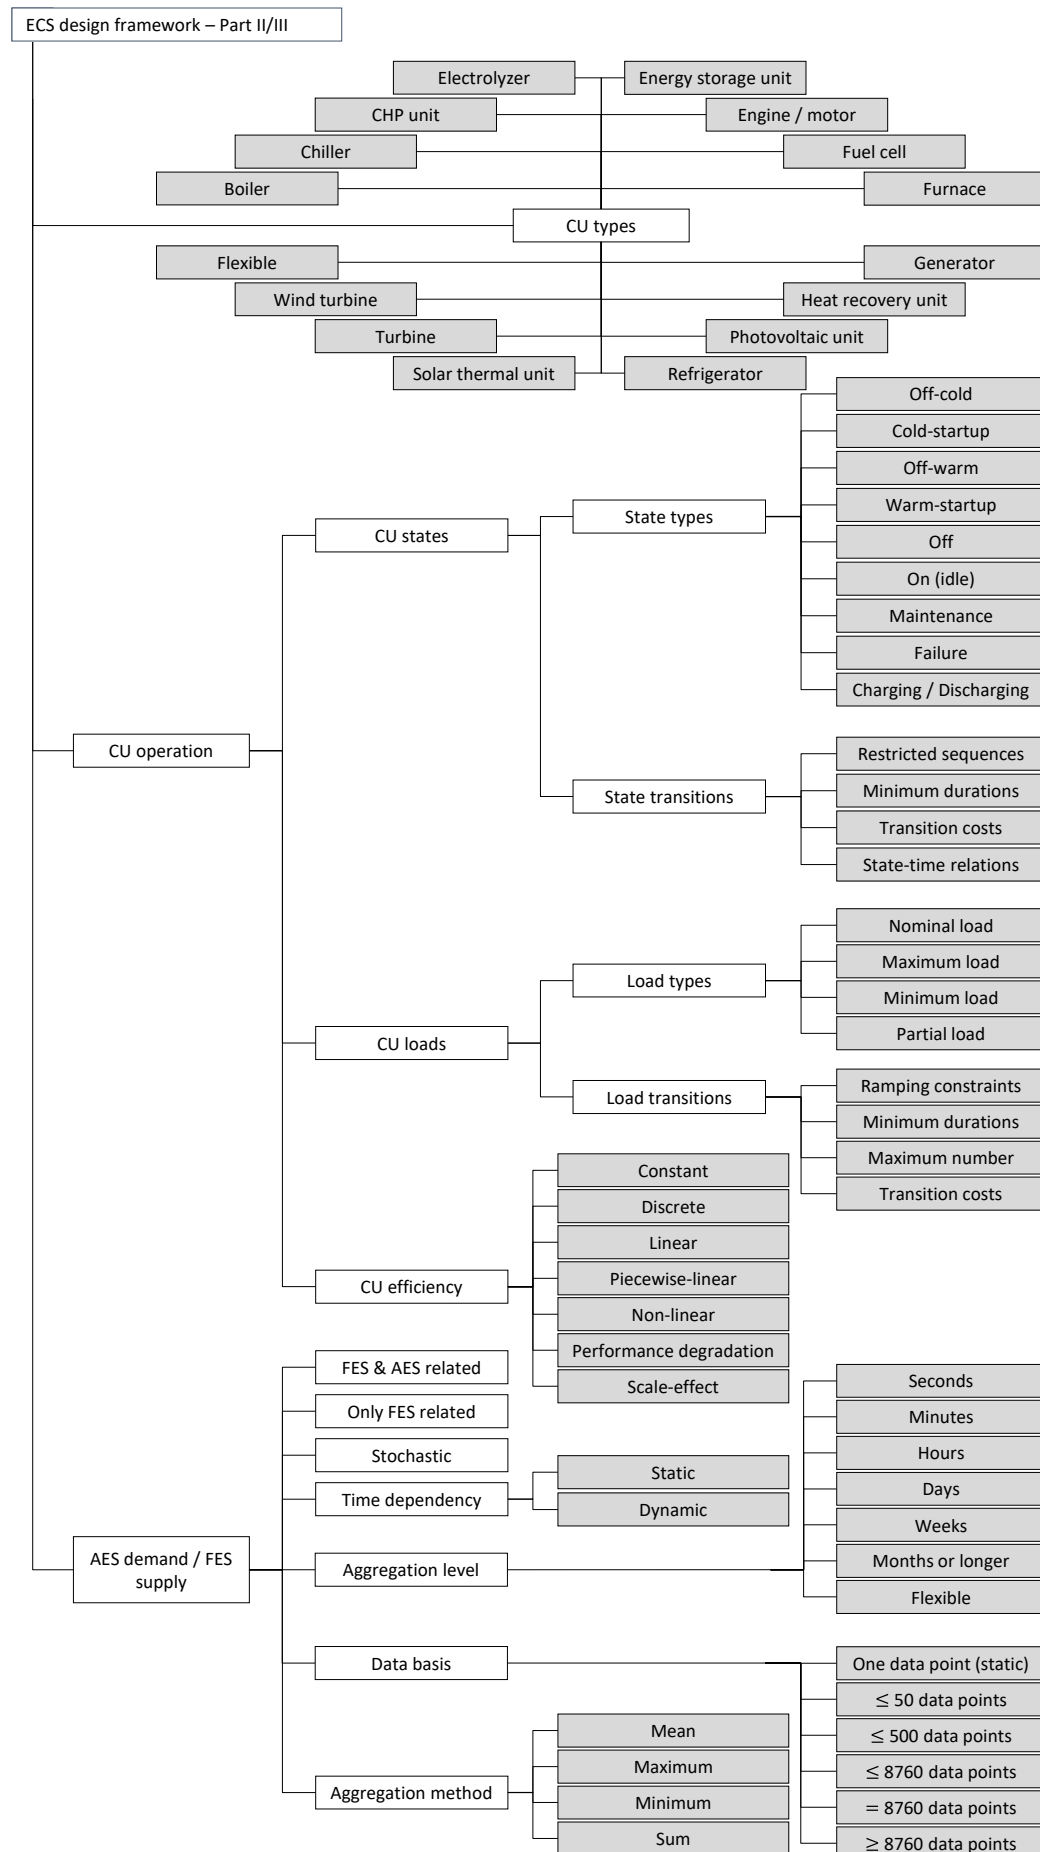 ECS design framework – Part II/III
Electrolyzer
Energy storage unit
CHP unit
Engine / motor
Chiller
Fuel cell
Boiler
Furnace
CU types
Flexible
Generator
Wind turbine
Heat recovery unit
Turbine
Photovoltaic unit
Solar thermal unit
Refrigerator
CU operation
CU states
State types
Off-cold
Cold-startup
Off-warm
Warm-startup
Off
On (idle)
Maintenance
Failure
Charging / Discharging
State transitions
Restricted sequences
Minimum durations
Transition costs
State-time relations
CU loads
Load types
Nominal load
Maximum load
Minimum load
Partial load
Load transitions
Ramping constraints
Minimum durations
Maximum number
Transition costs
CU efficiency
Constant
Discrete
Linear
Piecewise-linear
Non-linear
Performance degradation
Scale-effect
AES demand / FES
supply
FES & AES related
Only FES related
Stochastic
Time dependency
Static
Dynamic
Aggregation level
Seconds
Minutes
Hours
Days
Weeks
Months or longer
Flexible
Data basis
One data point (static)
≤ 50 data points
≤ 500 data points
≤ 8760 data points
= 8760 data points
≥ 8760 data points
Aggregation method
Mean
Maximum
Minimum
Sum